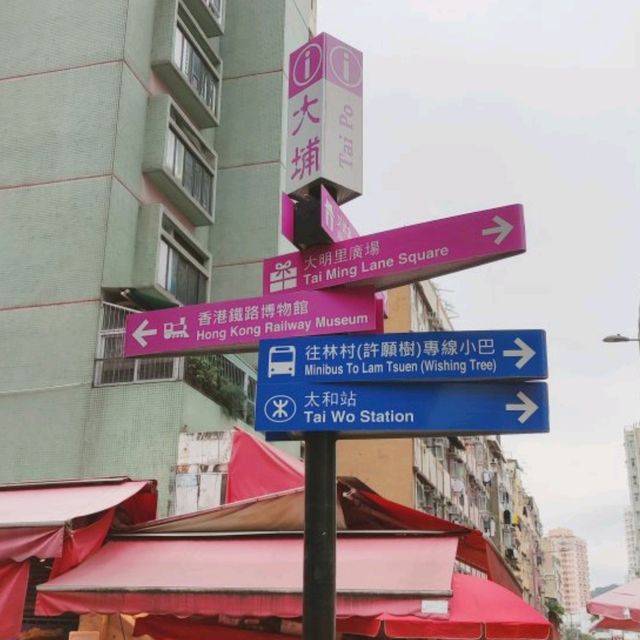 大埔
Tai Po
大明里廣場
Tai Ming Lane Square
香港鐵路博物館
Hong Kong Railway Museum
往林村(許願樹)專線小巴
Minibus To Lam Tsuen (Wishing Tree)
太和站
Tai Wo Station